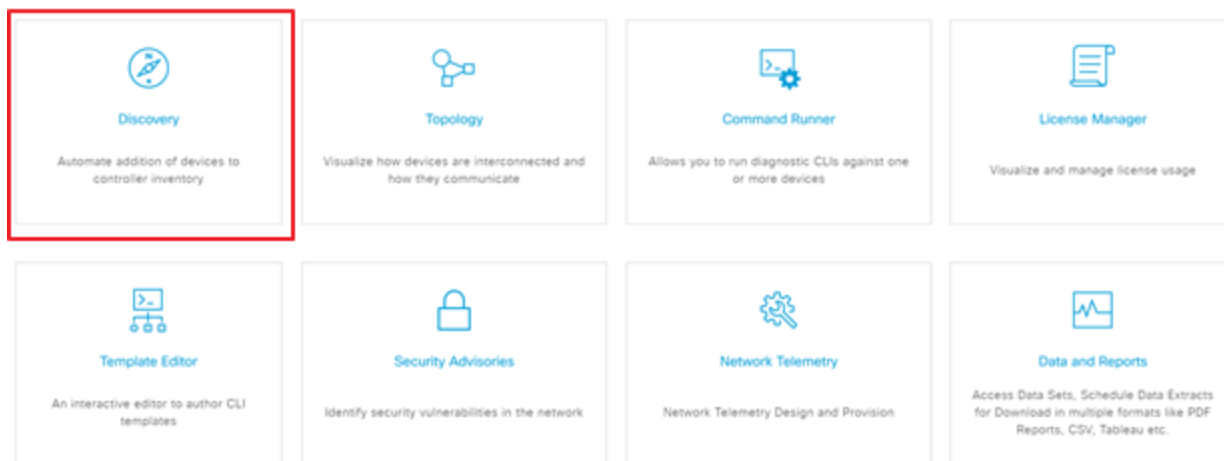 Discovery
Automate addition of devices to
controller inventory
Topology
Visualize how devices are interconnected and
how they communicate
Command Runner
Allows you to run diagnostic CLIs against one
or more devices
License Manager
Visualize and manage license usage
Template Editor
An interactive editor to author CLI
templates
Security Advisories
Identify security vulnerabilities in the network
Network Telemetry
Network Telemetry Design and Provision
Data and Reports
Access Data Sets, Schedule Data Extracts
for Download in multiple formats like PDF
Reports, CSV, Tableau etc.